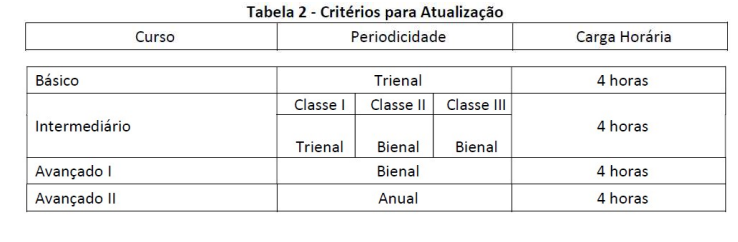 Tabela 2 - Critérios para Atualização
Curso Periodicidade Carga Horária
Básico Trienal 4 horas
Classe I Classe II Classe III
Intermediário 4 horas
Trienal Bienal Bienal
Avançado I Bienal 4 horas
Avançado II Anual 4 horas